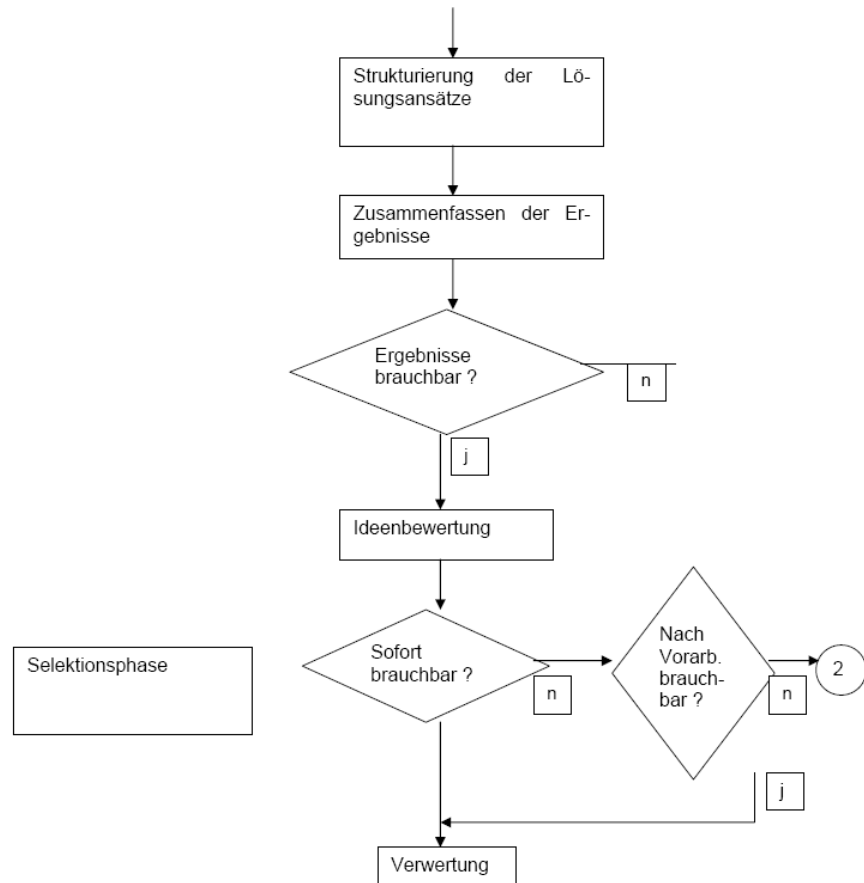 Strukturierung der Lö-
sungsansätze
Zusammenfassen der Er-
gebnisse
Ergebnisse
brauchbar ?
n
j
Ideenbewertung
Selektionsphase
Sofort
brauchbar ?
n
Nach
Vorarb.
brauch-
bar ?
n
2
j
Verwertung